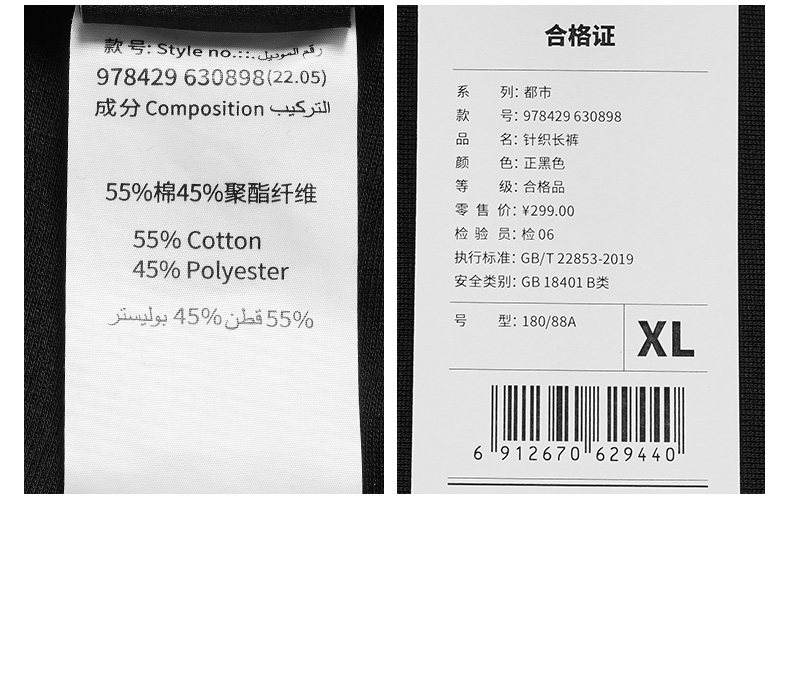 款 号: Style no.::. رقم الموديل
978429 630898(22.05)
成分 Composition التركيب
55%棉45%聚酯纤维
55% Cotton
45% Polyester
55% قطن 45% بوليستر
合格证
系 列: 都市
款 号: 978429 630898
品 名: 针织长裤
颜 色: 正黑色
等 级: 合格品
零 售 价: ¥299.00
检 验 员: 检 06
执行标准: GB/T 22853-2019
安全类别: GB 18401 B类
号 型: 180/88A
XL
6 912670 629440